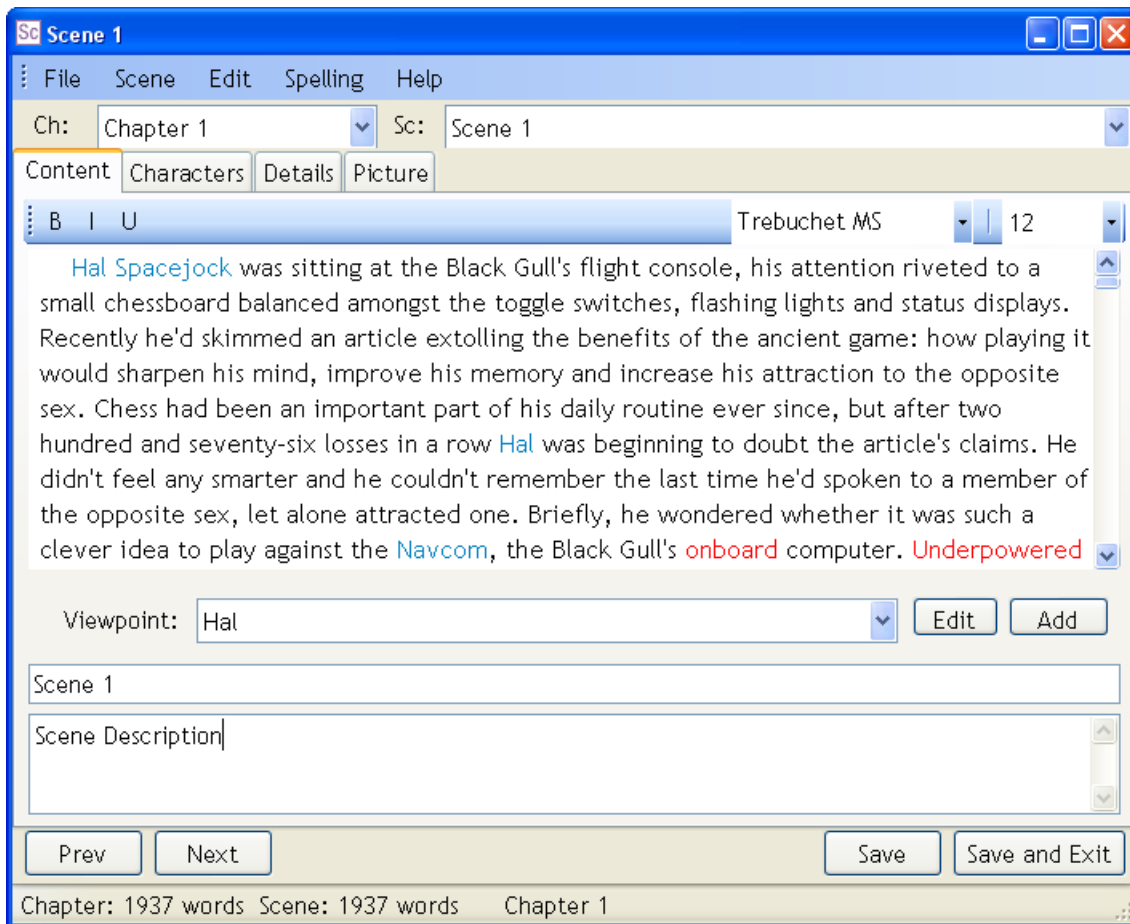 Sc Scene 1
File Scene Edit Spelling Help
Ch: Chapter 1 Sc: Scene 1
Content Characters Details Picture
B I U Trebuchet MS 12
Hal Spacejock was sitting at the Black Gull's flight console, his attention riveted to a
small chessboard balanced amongst the toggle switches, flashing lights and status displays.
Recently he'd skimmed an article extolling the benefits of the ancient game: how playing it
would sharpen his mind, improve his memory and increase his attraction to the opposite
sex. Chess had been an important part of his daily routine ever since, but after two
hundred and seventy-six losses in a row Hal was beginning to doubt the article's claims. He
didn't feel any smarter and he couldn't remember the last time he'd spoken to a member of
the opposite sex, let alone attracted one. Briefly, he wondered whether it was such a
clever idea to play against the Navcom, the Black Gull's onboard computer. Underpowered
Viewpoint: Hal Edit Add
Scene 1
Scene Description
Prev Next Save Save and Exit
Chapter: 1937 words Scene: 1937 words Chapter 1